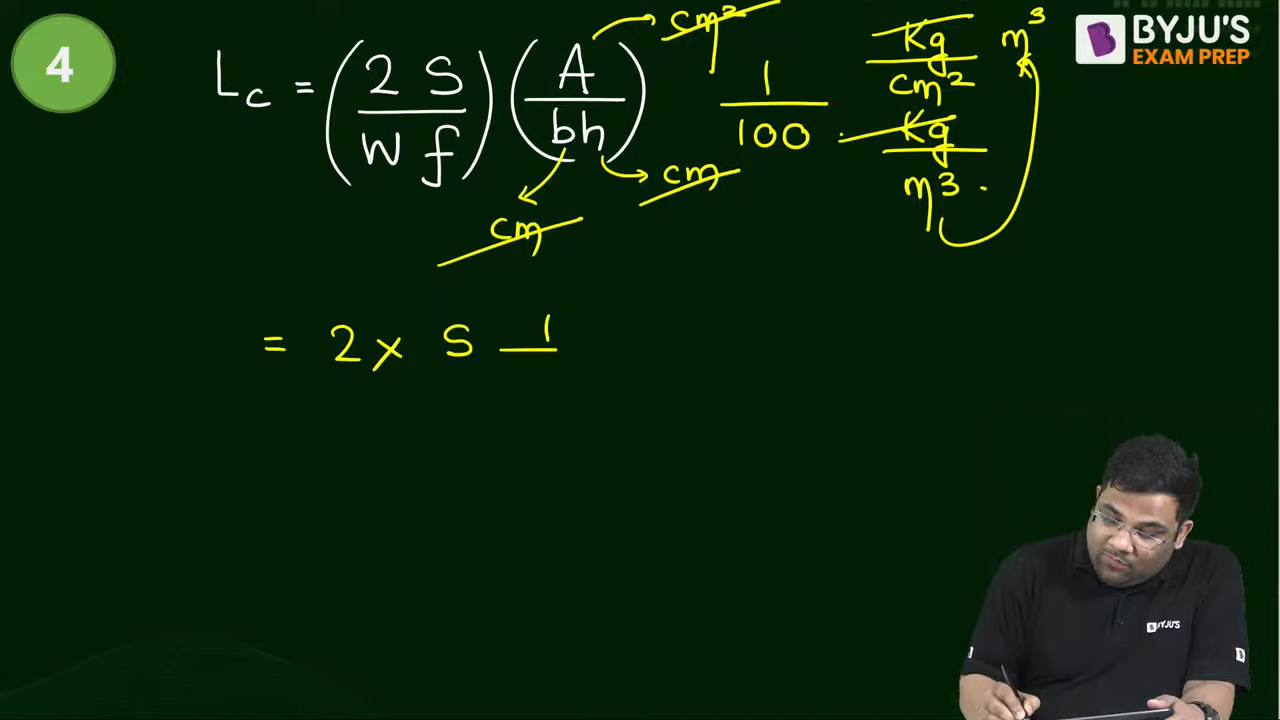 4
L_c = (2 S / W f) (A / bh)
cm²
cm
cm
1 / 100
Kg / cm²
Kg / m³ .
m³
= 2 x S 1
BYJU'S
EXAM PREP
BYJU'S